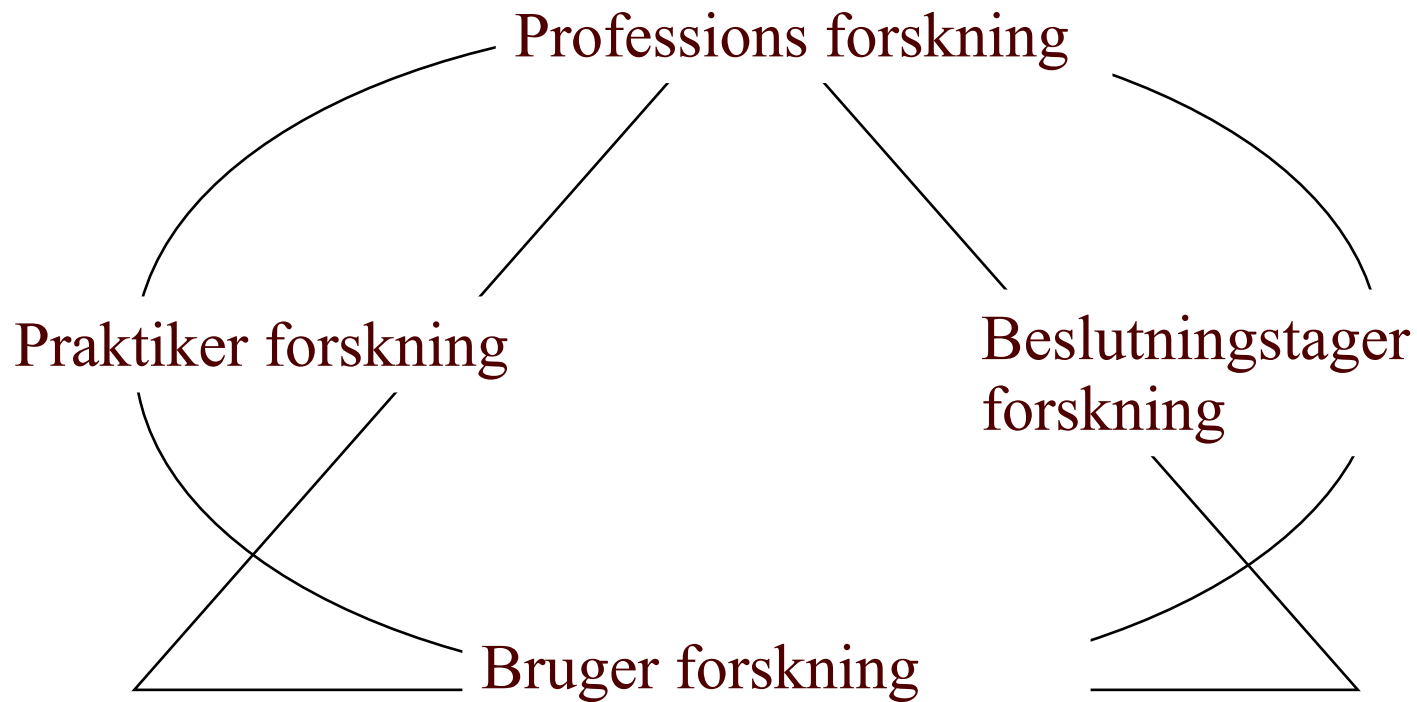 Professions forskning
Praktiker forskning
Beslutningstager
forskning
Bruger forskning